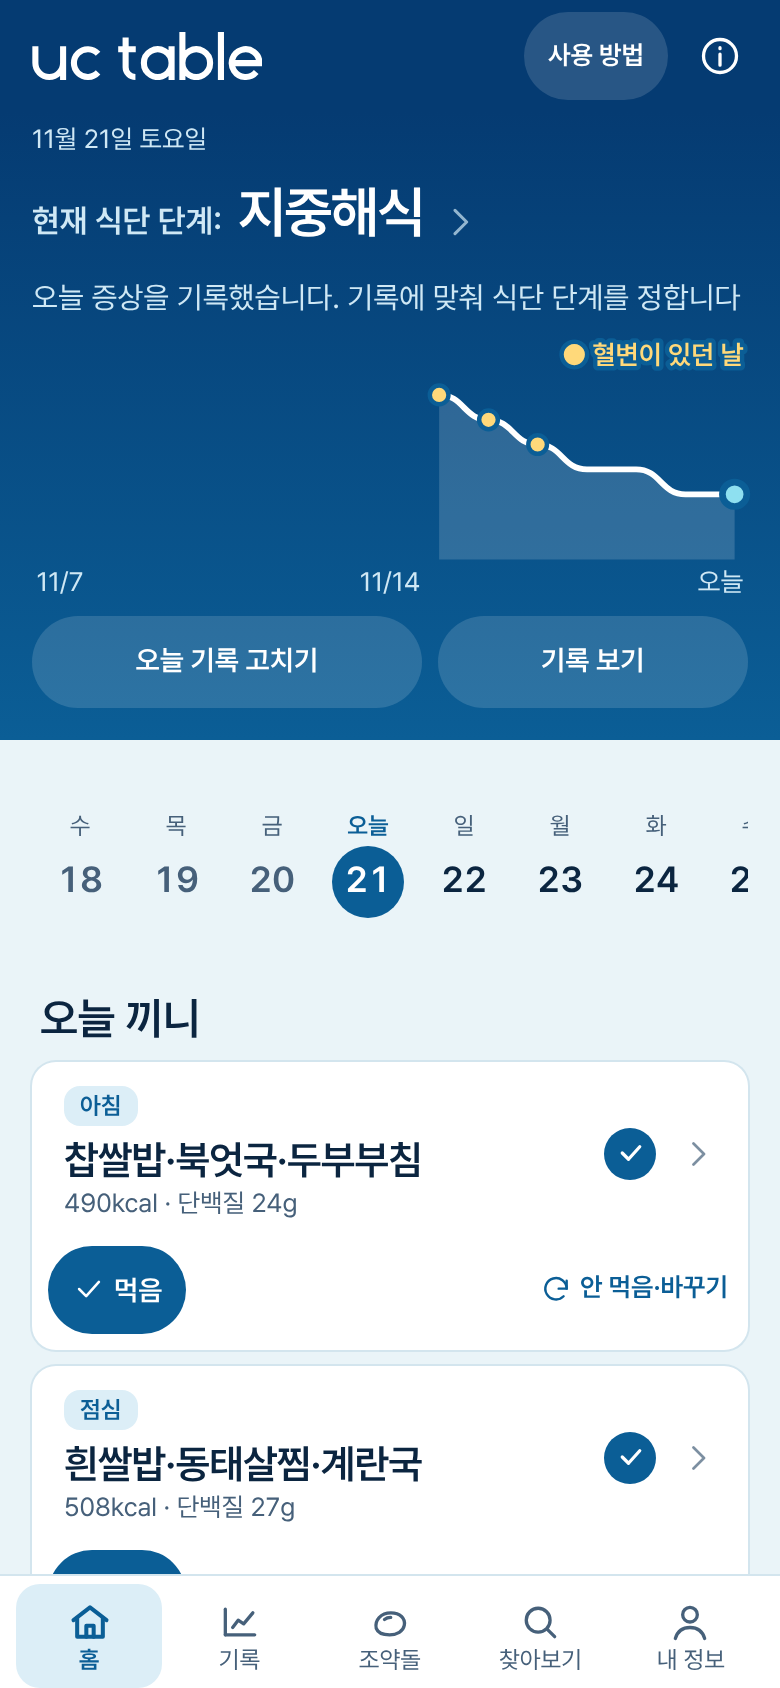 uc table
사용 방법
11월 21일 토요일
현재 식단 단계: 지중해식
오늘 증상을 기록했습니다. 기록에 맞춰 식단 단계를 정합니다
혈변이 있던 날
11/7 11/14 오늘
오늘 기록 고치기 기록 보기
수 목 금 오늘 일 월 화
18 19 20 21 22 23 24 2
오늘 끼니
아침
찹쌀밥·북엇국·두부부침
490kcal · 단백질 24g
먹음 안 먹음·바꾸기
점심
흰쌀밥·동태살찜·계란국
508kcal · 단백질 27g
홈 기록 조약돌 찾아보기 내 정보